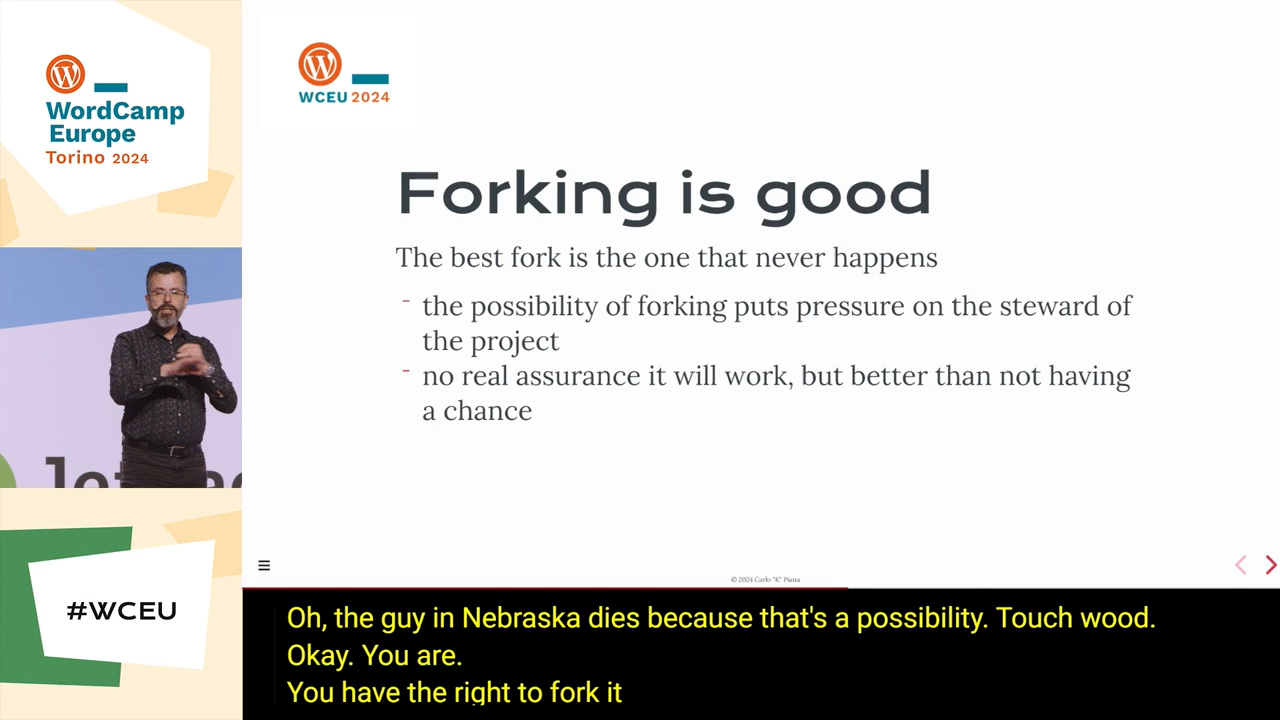 WordCamp
Europe
Torino 2024
WCEU 2024
Forking is good
The best fork is the one that never happens
- the possibility of forking puts pressure on the steward of
the project
- no real assurance it will work, but better than not having
a chance
#WCEU
© 2024 Carlo "K" Piana
Oh, the guy in Nebraska dies because that's a possibility. Touch wood.
Okay. You are.
You have the right to fork it